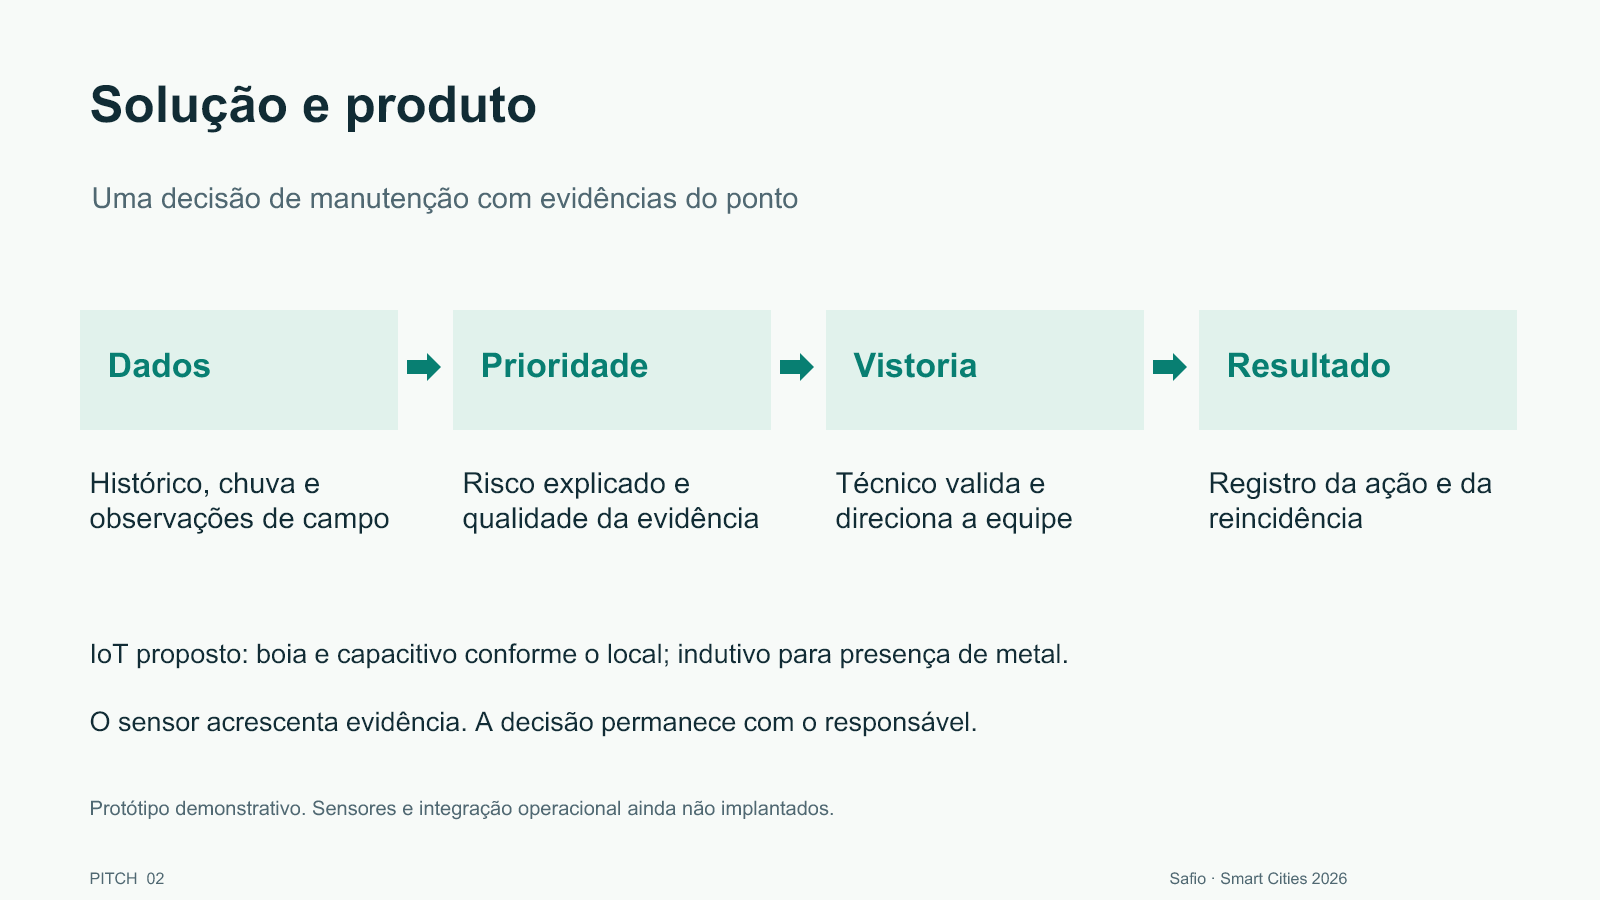 Solução e produto
Uma decisão de manutenção com evidências do ponto
Dados
Prioridade
Vistoria
Resultado
Histórico, chuva e
observações de campo
Risco explicado e
qualidade da evidência
Técnico valida e
direciona a equipe
Registro da ação e da
reincidência
IoT proposto: boia e capacitivo conforme o local; indutivo para presença de metal.
O sensor acrescenta evidência. A decisão permanece com o responsável.
Protótipo demonstrativo. Sensores e integração operacional ainda não implantados.
PITCH 02
Safio · Smart Cities 2026